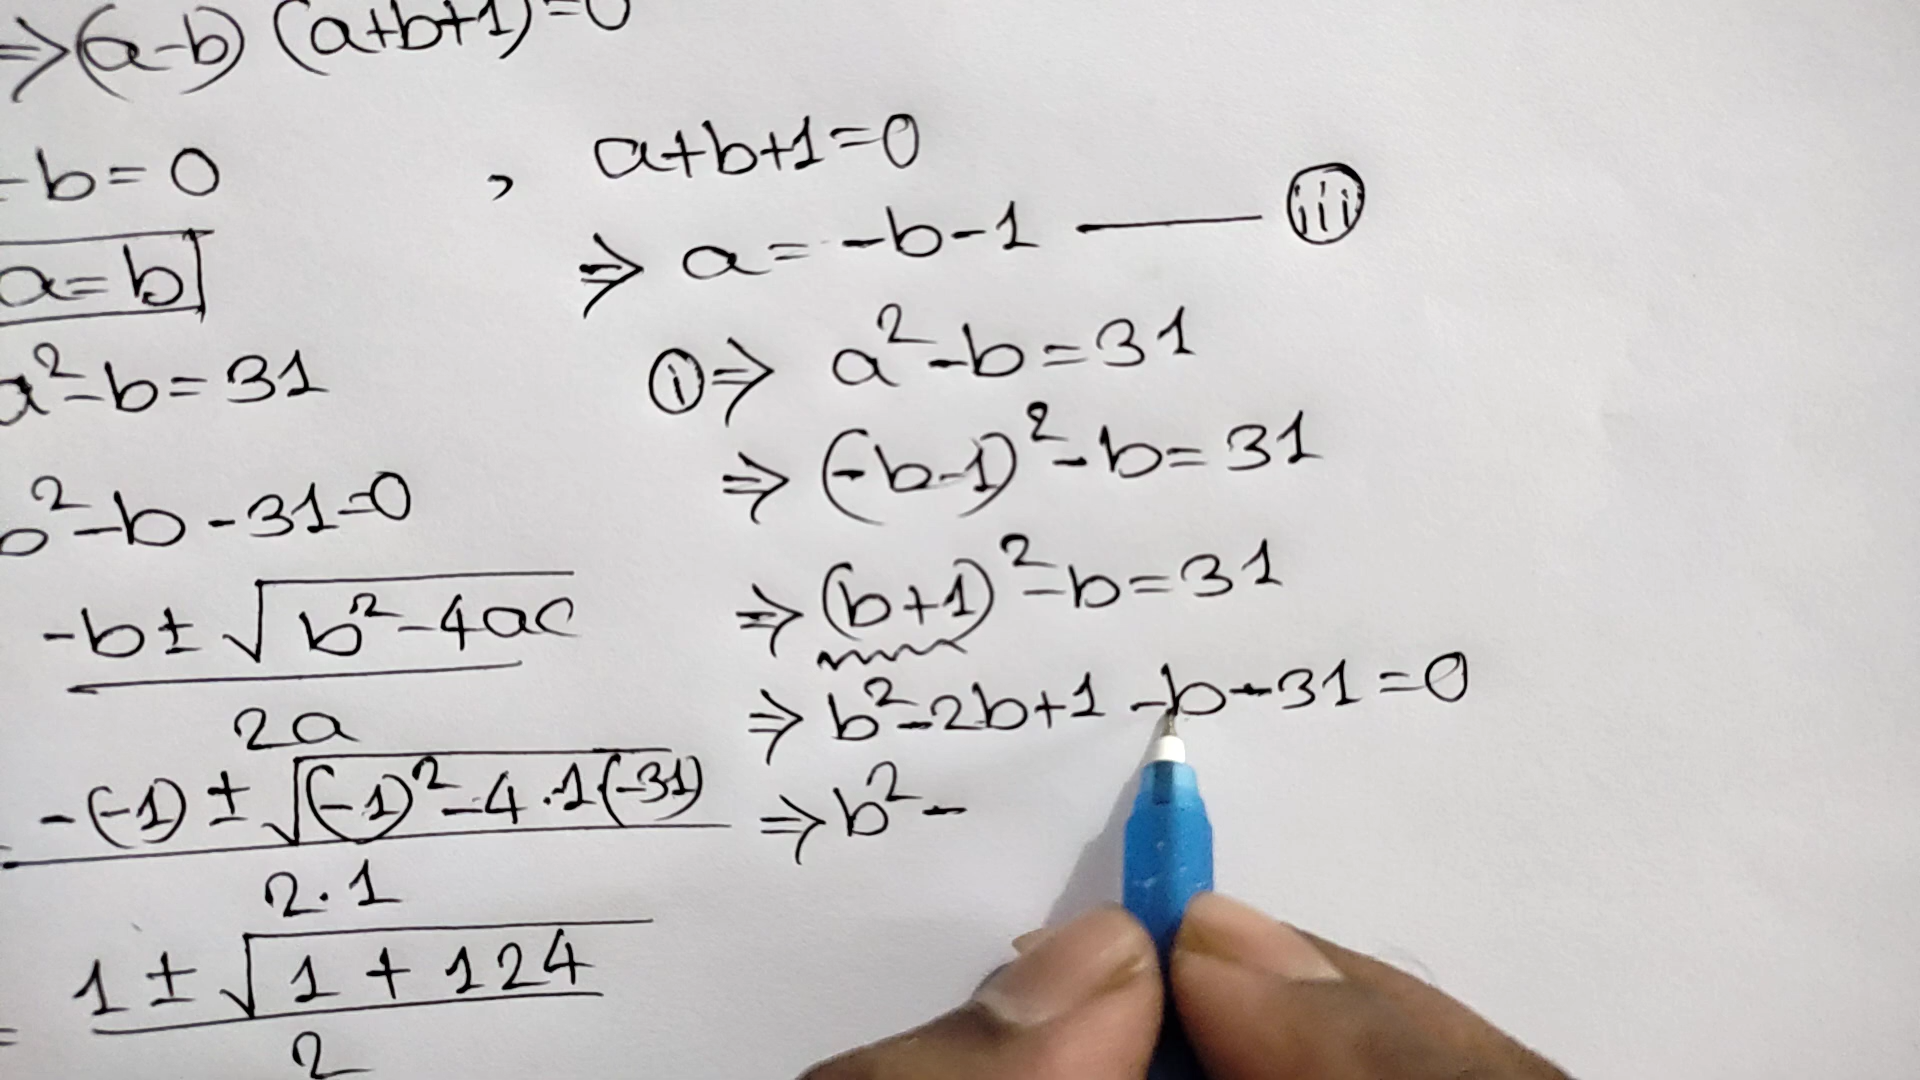 ⇒(a-b) (a+b+1)=0
-b=0
a=b
a²-b=31
b²-b-31=0
-b±√(b²-4ac)
2a
-(-1)±√((-1)²-4.1(-31))
2.1
= 1±√(1+124)
2
, a+b+1=0
⇒ a=-b-1 —— (iii)
(i)⇒ a²-b=31
⇒ (-b-1)²-b=31
⇒ (b+1)²-b=31
⇒ b²-2b+1-b-31=0
⇒ b²-